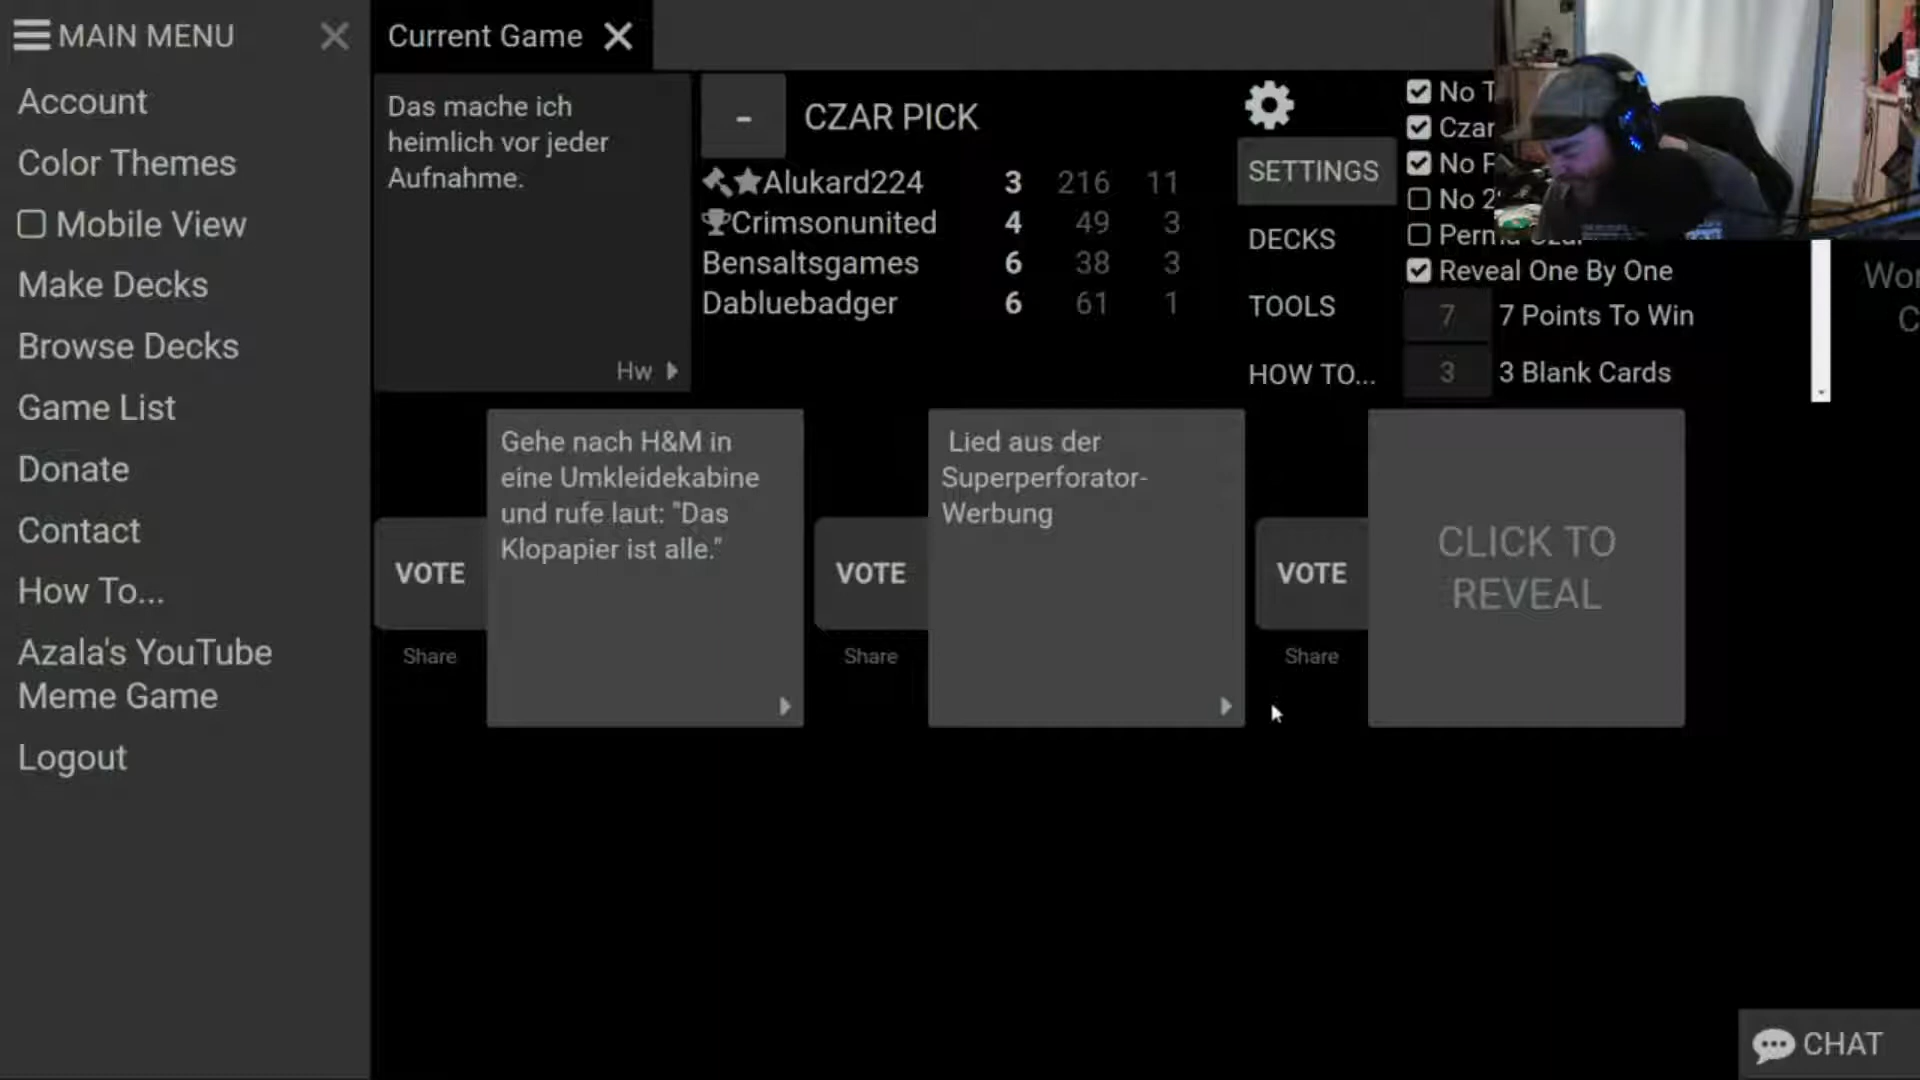 MAIN MENU
Account
Color Themes
Mobile View
Make Decks
Browse Decks
Game List
Donate
Contact
How To...
Azala's YouTube
Meme Game
Logout
Current Game
Das mache ich
heimlich vor jeder
Aufnahme.
Hw
-
CZAR PICK
Alukard224 3 216 11
Crimsonunited 4 49 3
Bensaltsgames 6 38 3
Dabluebadger 6 61 1
SETTINGS
DECKS
TOOLS
HOW TO...
No
Czar
No
No 2
Reveal One By One
7 7 Points To Win
3 3 Blank Cards
VOTE
Share
Gehe nach H&M in
eine Umkleidekabine
und rufe laut: "Das
Klopapier ist alle."
VOTE
Share
Lied aus der
Superperforator-
Werbung
VOTE
Share
CLICK TO
REVEAL
CHAT